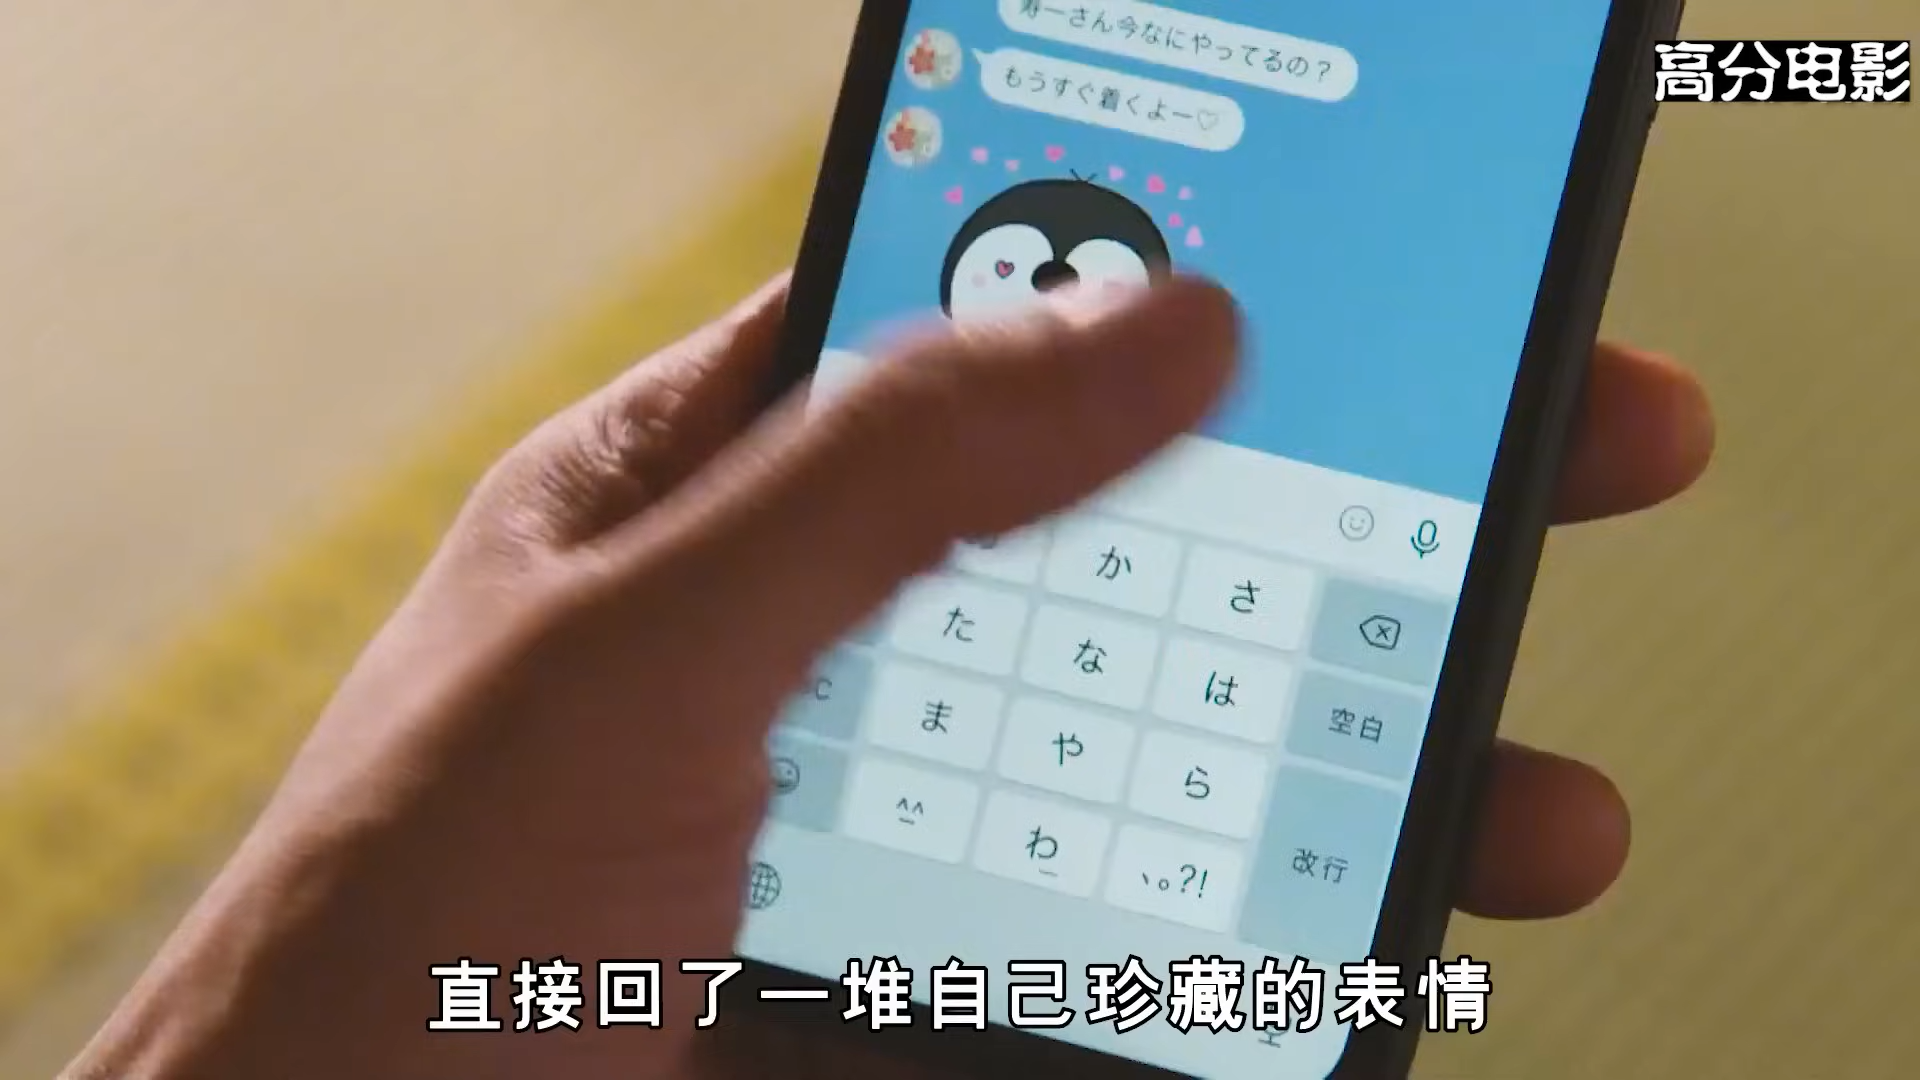 寿一さん今なにやってるの？
もうすぐ着くよー♡
高分电影
か
さ
た
な
は
空白
ま
や
ら
^^
わ
、。?!
改行
直接回了一堆自己珍藏的表情